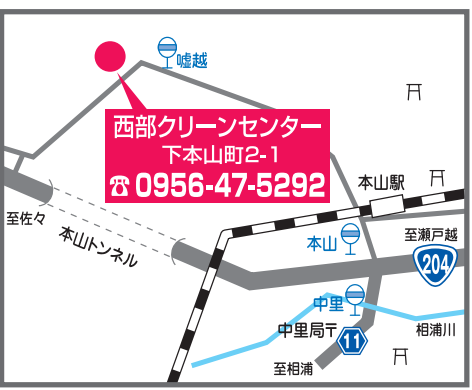 嘘越
西部クリーンセンター
下本山町2-1
☎ 0956-47-5292
本山駅
至佐々
本山トンネル
本山
至瀬戸越
204
中里
中里局〒
11
相浦川
至相浦